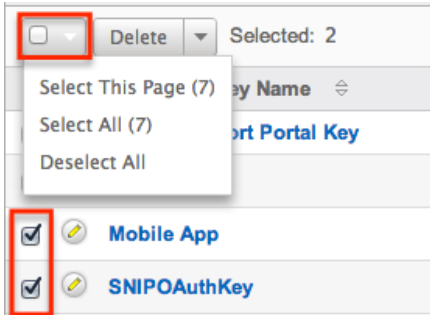 Delete Selected: 2
Select This Page (7)
ey Name
Select All (7)
ort Portal Key
Deselect All
Mobile App
SNIPOAuthKey